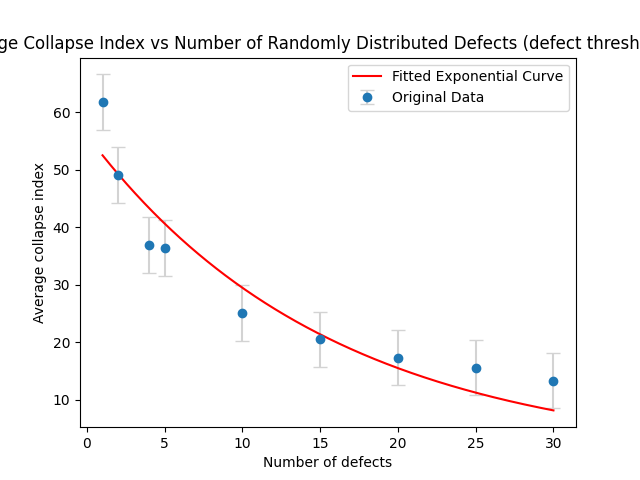 ge Collapse Index vs Number of Randomly Distributed Defects (defect thresh
Fitted Exponential Curve
Original Data
Average collapse index
60
50
40
30
20
10
0 5 10 15 20 25 30
Number of defects